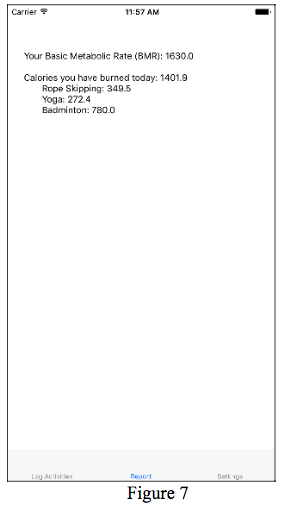 Carrier 11:57 AM
Your Basic Metabolic Rate (BMR): 1630.0
Calories you have burned today: 1401.9
Rope Skipping: 349.5
Yoga: 272.4
Badminton: 780.0
Log Activities Report Settings
Figure 7